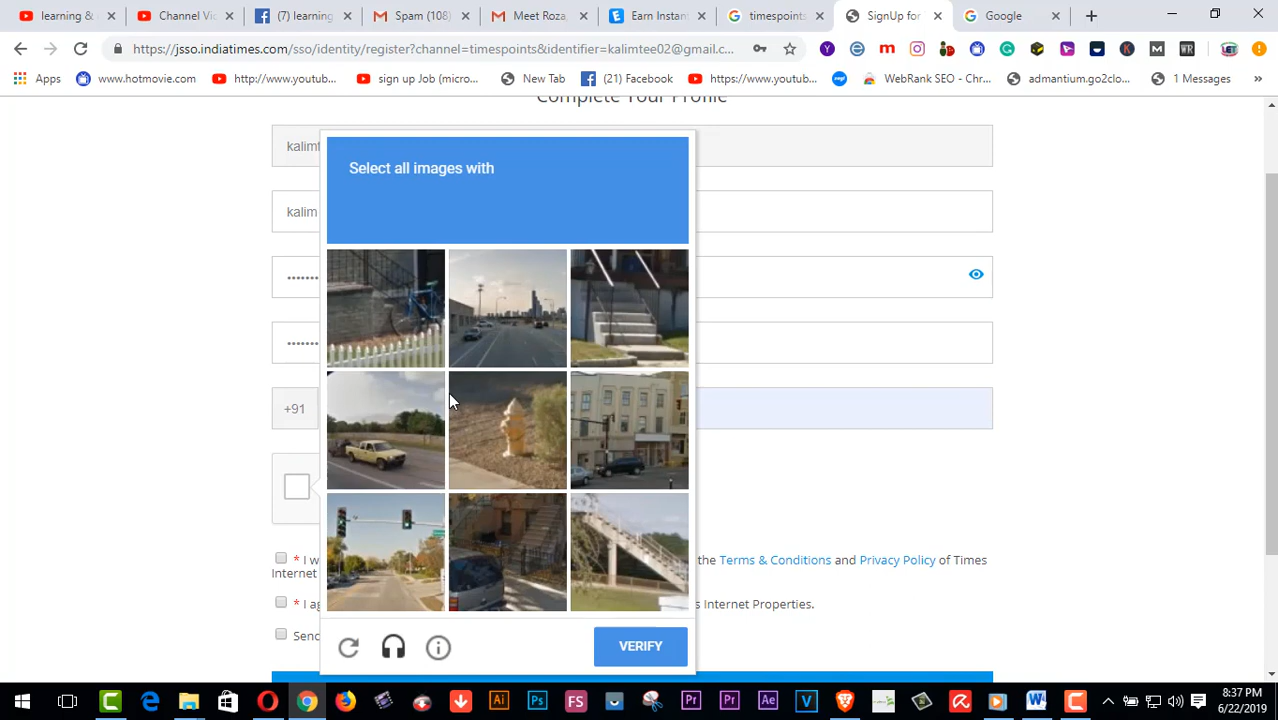 learning &
Channel Vi
(7) learning
Spam (108)
Meet Roza,
Earn Instant
timespoints
SignUp for
Google
https://jsso.indiatimes.com/sso/identity/register?channel=timespoints&identifier=kalimtee02@gmail.c...
Apps
www.hotmovie.com
http://www.youtub...
sign up Job (micro...
New Tab
(21) Facebook
https://www.youtub...
WebRank SEO - Chr...
admantium.go2clo...
1 Messages
»
Complete Your Profile
kalimt
Select all images with
kalim
+91
* I w
the Terms & Conditions and Privacy Policy of Times
Internet
* I ag
s Internet Properties.
Send
VERIFY
8:37 PM
6/22/2019